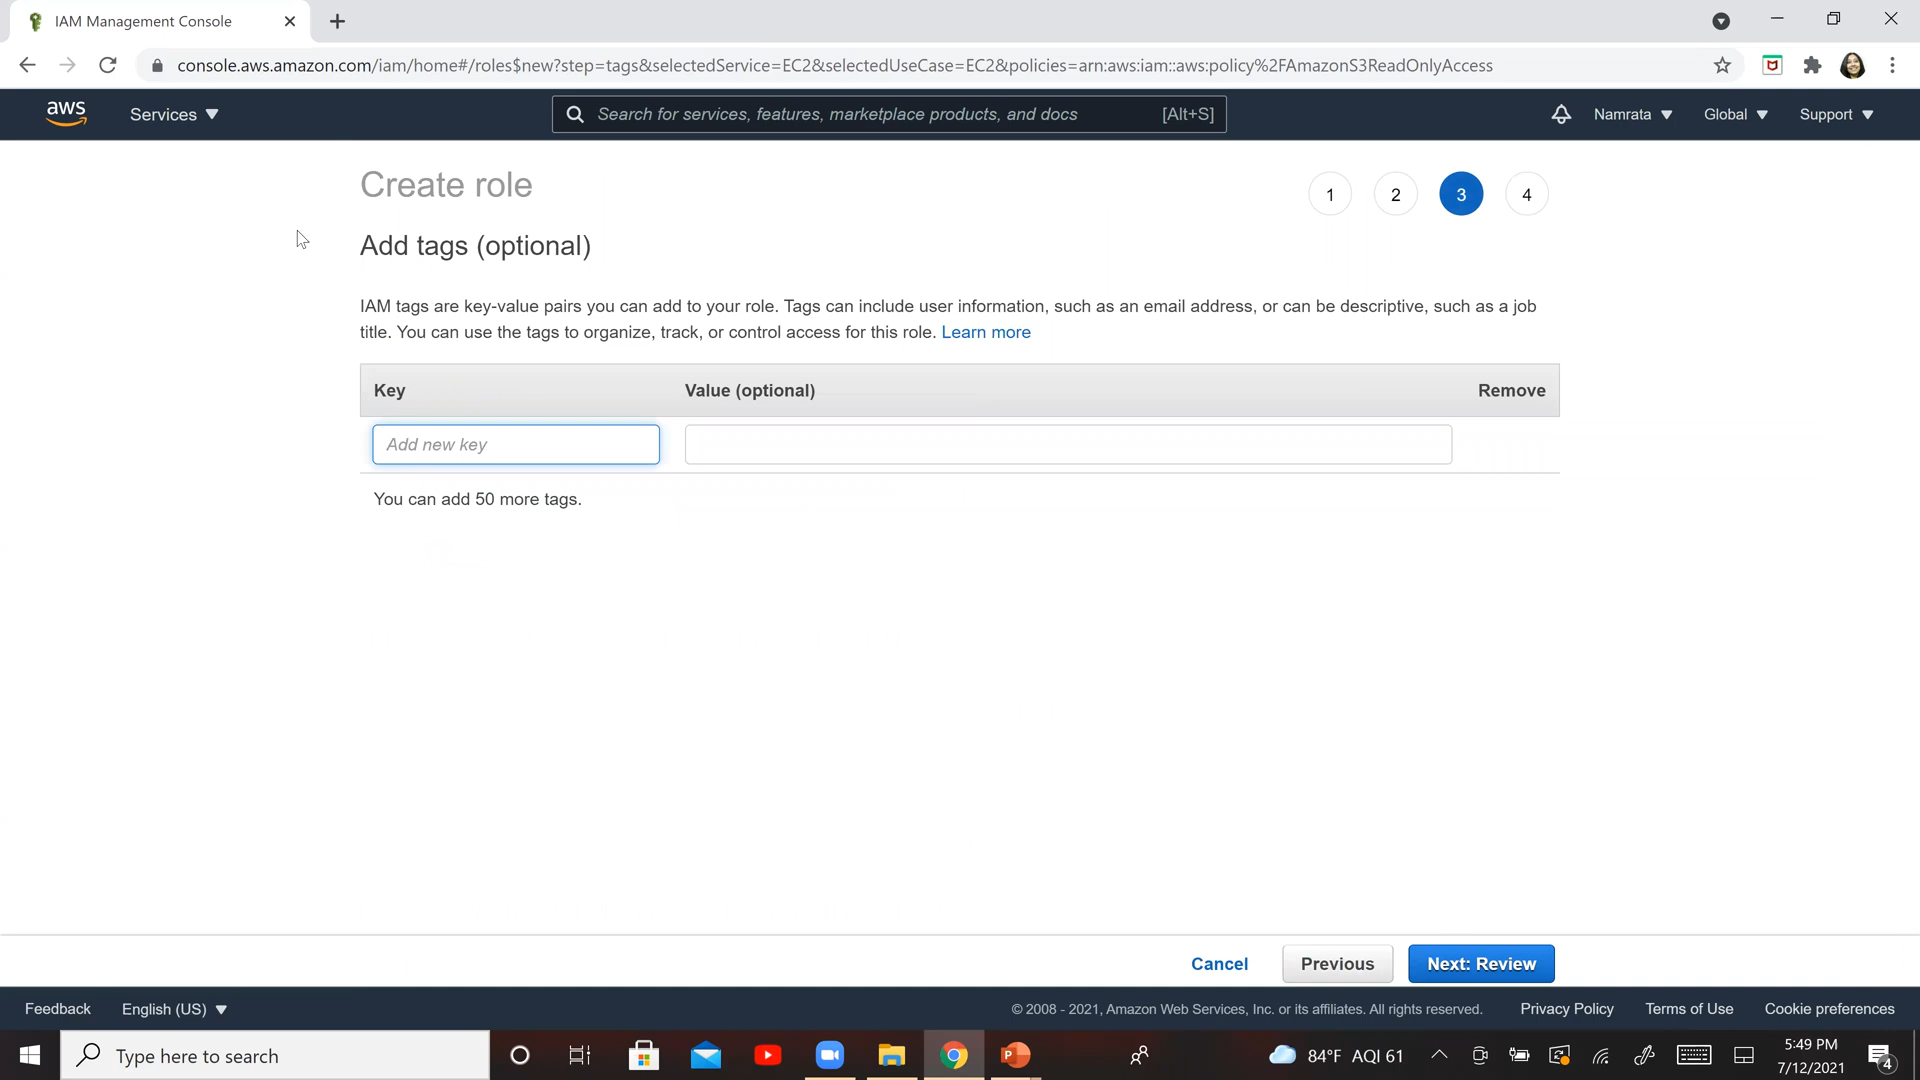 IAM Management Console
console.aws.amazon.com/iam/home#/roles$new?step=tags&selectedService=EC2&selectedUseCase=EC2&policies=arn:aws:iam::aws:policy%2FAmazonS3ReadOnlyAccess
aws Services Search for services, features, marketplace products, and docs [Alt+S] Namrata Global Support
Create role 1 2 3 4
Add tags (optional)
IAM tags are key-value pairs you can add to your role. Tags can include user information, such as an email address, or can be descriptive, such as a job
title. You can use the tags to organize, track, or control access for this role. Learn more
Key Value (optional) Remove
Add new key
You can add 50 more tags.
Cancel Previous Next: Review
Feedback English (US) © 2008 - 2021, Amazon Web Services, Inc. or its affiliates. All rights reserved. Privacy Policy Terms of Use Cookie preferences
Type here to search 84°F AQI 61 5:49 PM
7/12/2021 4